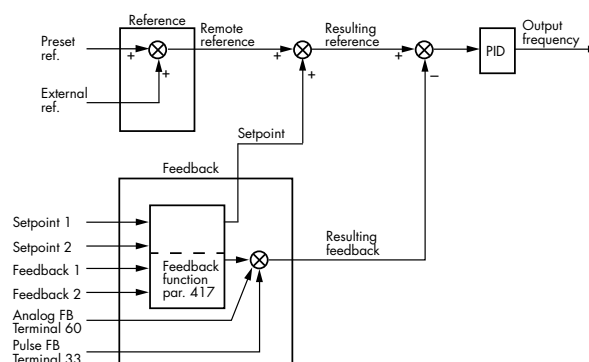 Reference
Preset
ref.
Remote
reference
Resulting
reference
PID
Output
frequency
+
+
+
+
+
−
External
ref.
Setpoint
Feedback
Setpoint 1
Setpoint 2
Feedback 1
Feedback 2
Feedback
function
par. 417
Resulting
feedback
Analog FB
Terminal 60
Pulse FB
Terminal 33